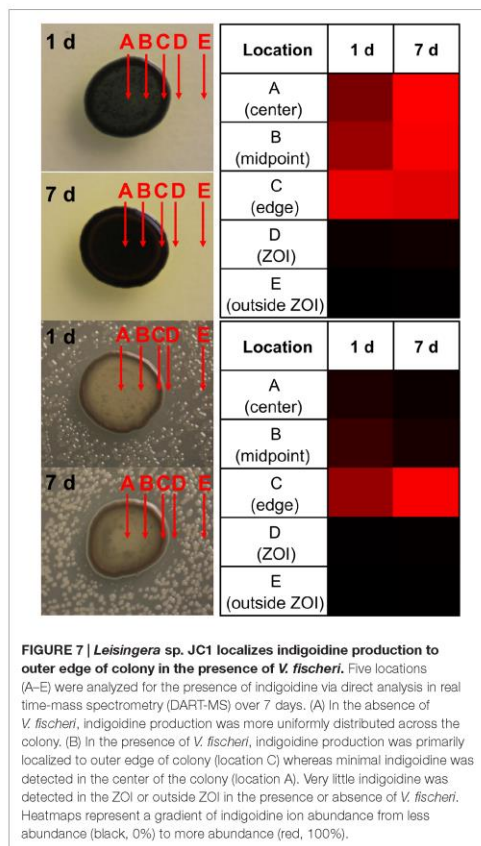 1 d
A B C D E
Location 1 d 7 d
A
(center)
B
(midpoint)
C
(edge)
D
(ZOI)
E
(outside ZOI)
7 d
A B C D E
1 d
A B C D E
Location 1 d 7 d
A
(center)
B
(midpoint)
C
(edge)
D
(ZOI)
E
(outside ZOI)
7 d
A B C D E
FIGURE 7 | Leisingera sp. JC1 localizes indigoidine production to
outer edge of colony in the presence of V. fischeri. Five locations
(A–E) were analyzed for the presence of indigoidine via direct analysis in real
time-mass spectrometry (DART-MS) over 7 days. (A) In the absence of
V. fischeri, indigoidine production was more uniformly distributed across the
colony. (B) In the presence of V. fischeri, indigoidine production was primarily
localized to outer edge of colony (location C) whereas minimal indigoidine was
detected in the center of the colony (location A). Very little indigoidine was
detected in the ZOI or outside ZOI in the presence or absence of V. fischeri.
Heatmaps represent a gradient of indigoidine ion abundance from less
abundance (black, 0%) to more abundance (red, 100%).